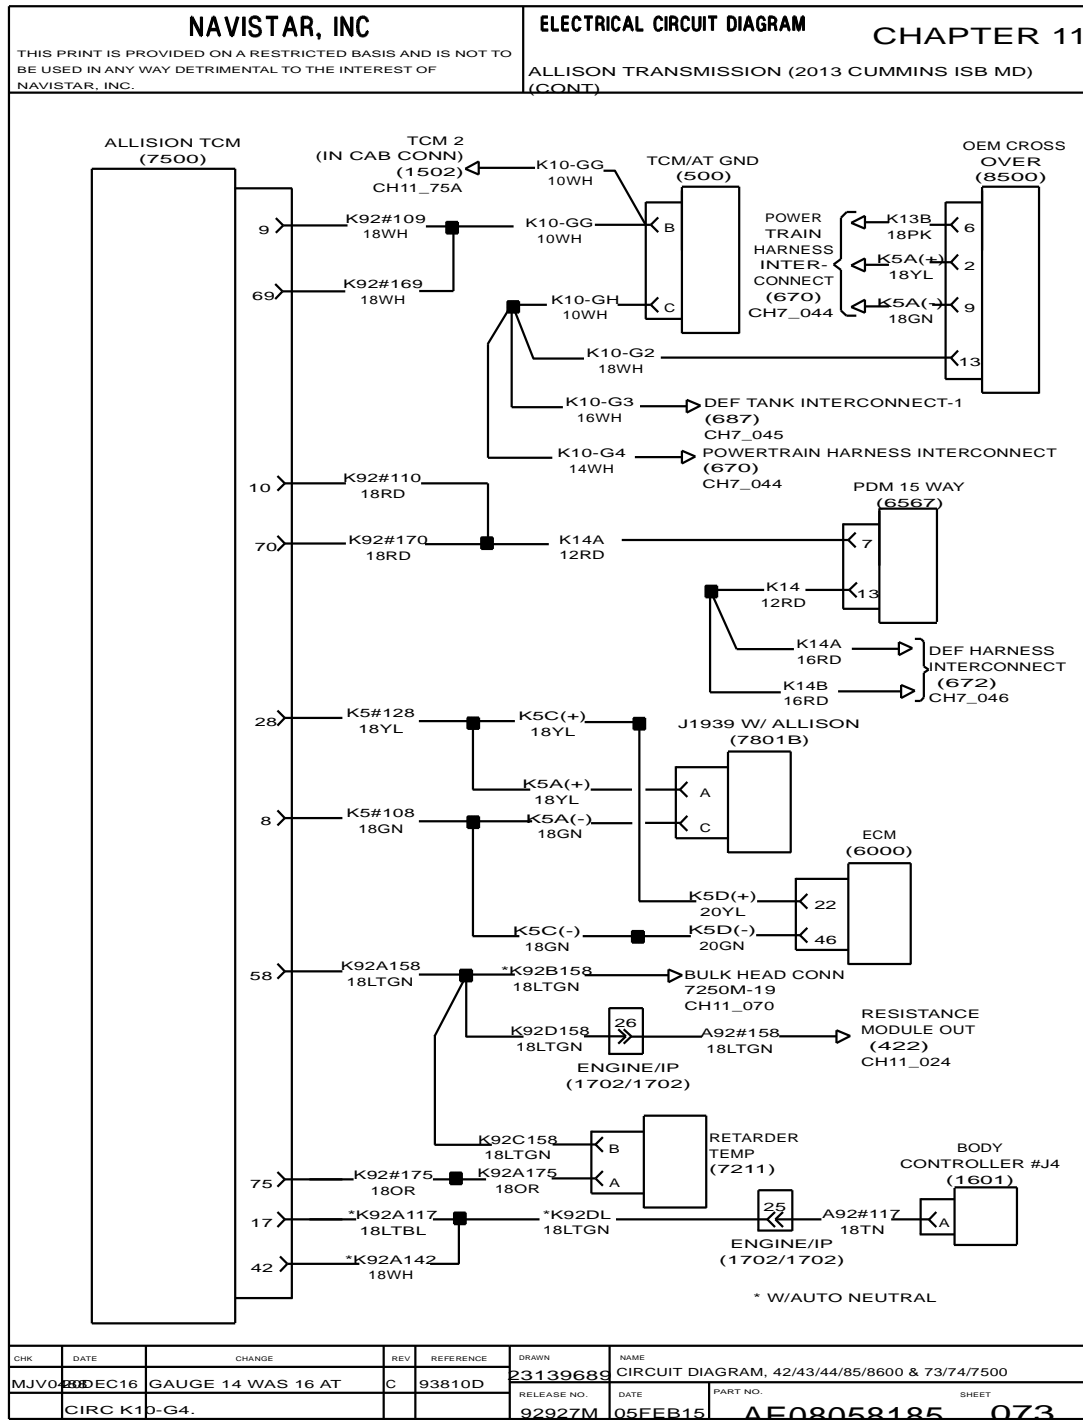 NAVISTAR, INC
THIS PRINT IS PROVIDED ON A RESTRICTED BASIS AND IS NOT TO
BE USED IN ANY WAY DETRIMENTAL TO THE INTEREST OF
NAVISTAR, INC.
ELECTRICAL CIRCUIT DIAGRAM
CHAPTER 11
ALLISON TRANSMISSION (2013 CUMMINS ISB MD)
(CONT)
ALLISION TCM
(7500)
TCM 2
(IN CAB CONN)
(1502)
CH11_75A
K10-GG
10WH
TCM/AT GND
(500)
OEM CROSS
OVER
(8500)
9
K92#109
18WH
K10-GG
10WH
B
POWER
TRAIN
HARNESS
INTER-
CONNECT
(670)
CH7_044
K13B
18PK
6
K5A(+)
18YL
2
K5A(-)
18GN
9
69
K92#169
18WH
K10-GH
10WH
C
K10-G2
18WH
13
K10-G3
16WH
DEF TANK INTERCONNECT-1
(687)
CH7_045
K10-G4
14WH
POWERTRAIN HARNESS INTERCONNECT
(670)
CH7_044
10
K92#110
18RD
PDM 15 WAY
(6567)
70
K92#170
18RD
K14A
12RD
7
K14
12RD
13
K14A
16RD
K14B
16RD
DEF HARNESS
INTERCONNECT
(672)
CH7_046
28
K5#128
18YL
K5C(+)
18YL
J1939 W/ ALLISON
(7801B)
K5A(+)
18YL
A
8
K5#108
18GN
K5A(-)
18GN
C
ECM
(6000)
K5D(+)
20YL
22
K5C(-)
18GN
K5D(-)
20GN
46
58
K92A158
18LTGN
*K92B158
18LTGN
BULK HEAD CONN
7250M-19
CH11_070
K92D158
18LTGN
26
ENGINE/IP
(1702/1702)
A92#158
18LTGN
RESISTANCE
MODULE OUT
(422)
CH11_024
K92C158
18LTGN
B
RETARDER
TEMP
(7211)
75
K92#175
18OR
K92A175
18OR
A
BODY
CONTROLLER #J4
(1601)
17
*K92A117
18LTBL
*K92DL
18LTGN
25
ENGINE/IP
(1702/1702)
A92#117
18TN
A
42
*K92A142
18WH
* W/AUTO NEUTRAL
CHK DATE CHANGE REV REFERENCE
GAUGE 14 WAS 16 AT C 93810D
CIRC K10-G4.
DRAWN
23139689
NAME
CIRCUIT DIAGRAM, 42/43/44/85/8600 & 73/74/7500
RELEASE NO.
92927M
DATE
05FEB15
PART NO.
AE08058185
SHEET
073